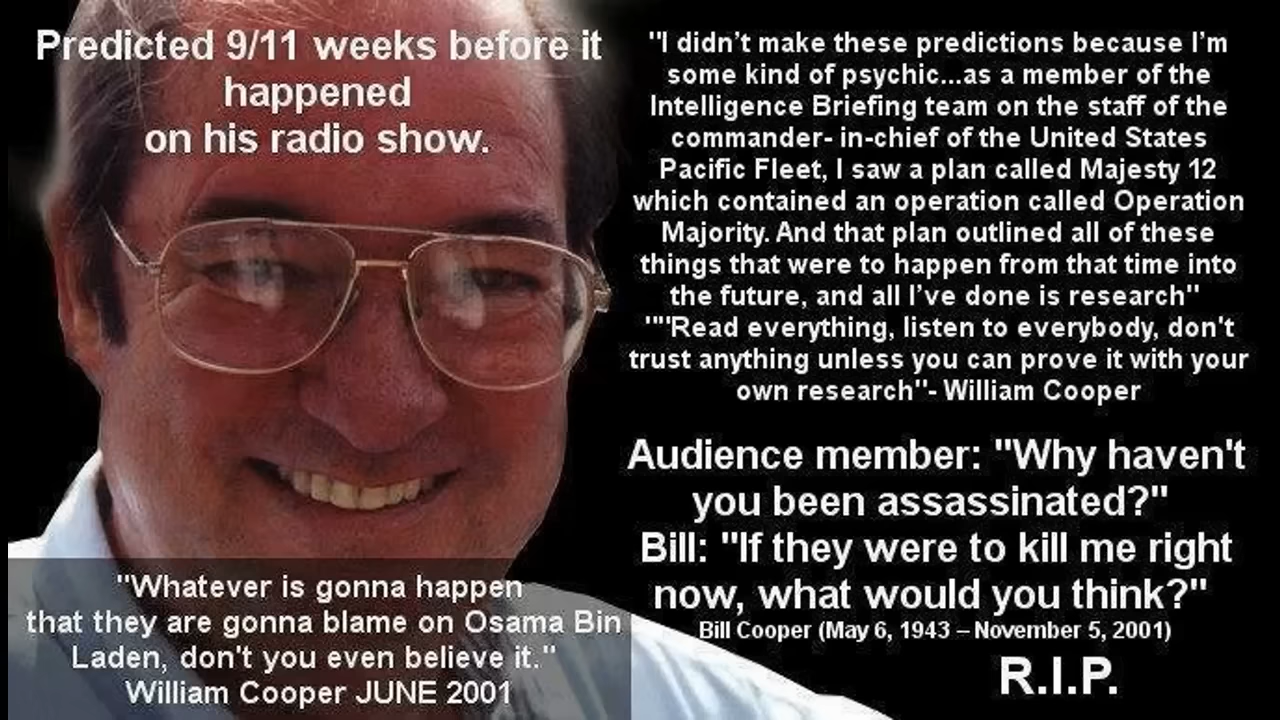 Predicted 9/11 weeks before it
happened
on his radio show.
"Whatever is gonna happen
that they are gonna blame on Osama Bin
Laden, don't you even believe it."
William Cooper JUNE 2001
"I didn’t make these predictions because I’m
some kind of psychic...as a member of the
Intelligence Briefing team on the staff of the
commander- in-chief of the United States
Pacific Fleet, I saw a plan called Majesty 12
which contained an operation called Operation
Majority. And that plan outlined all of these
things that were to happen from that time into
the future, and all I’ve done is research"
""Read everything, listen to everybody, don't
trust anything unless you can prove it with your
own research"- William Cooper
Audience member: "Why haven't
you been assassinated?"
Bill: "If they were to kill me right
now, what would you think?"
Bill Cooper (May 6, 1943 – November 5, 2001)
R.I.P.